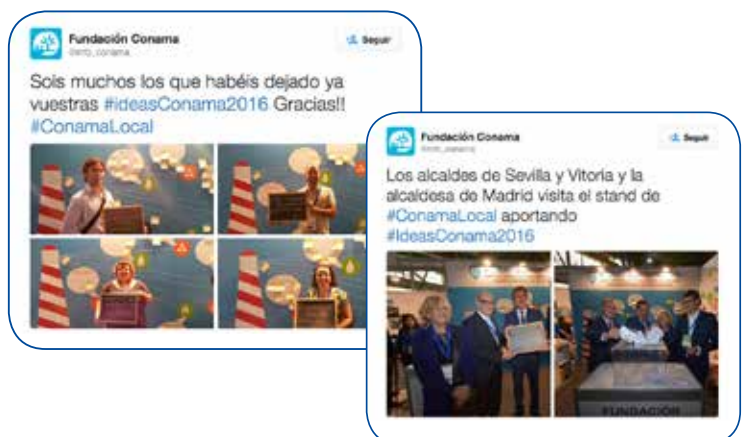 Fundación Conama
Seguir
Sois muchos los que habéis dejado ya
vuestras #ideasConama2016 Gracias!!
#ConamaLocal
Fundación Conama
Seguir
Los alcaldes de Sevilla y Vitoria y la
alcaldesa de Madrid visita el stand de
#ConamaLocal aportando
#IdeasConama2016
FUNDACIÓN